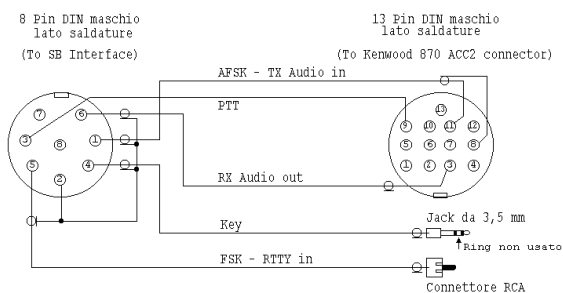 8 Pin DIN maschio
lato saldature
(To SB Interface)
13 Pin DIN maschio
lato saldature
(To Kenwood 870 ACC2 connector)
AFSK - TX Audio in
PTT
7
6
3
1
8
5
4
2
13
9
10
11
12
5
6
7
8
1
2
3
4
RX Audio out
Key
Jack da 3,5 mm
Ring non usato
FSK - RTTY in
Connettore RCA